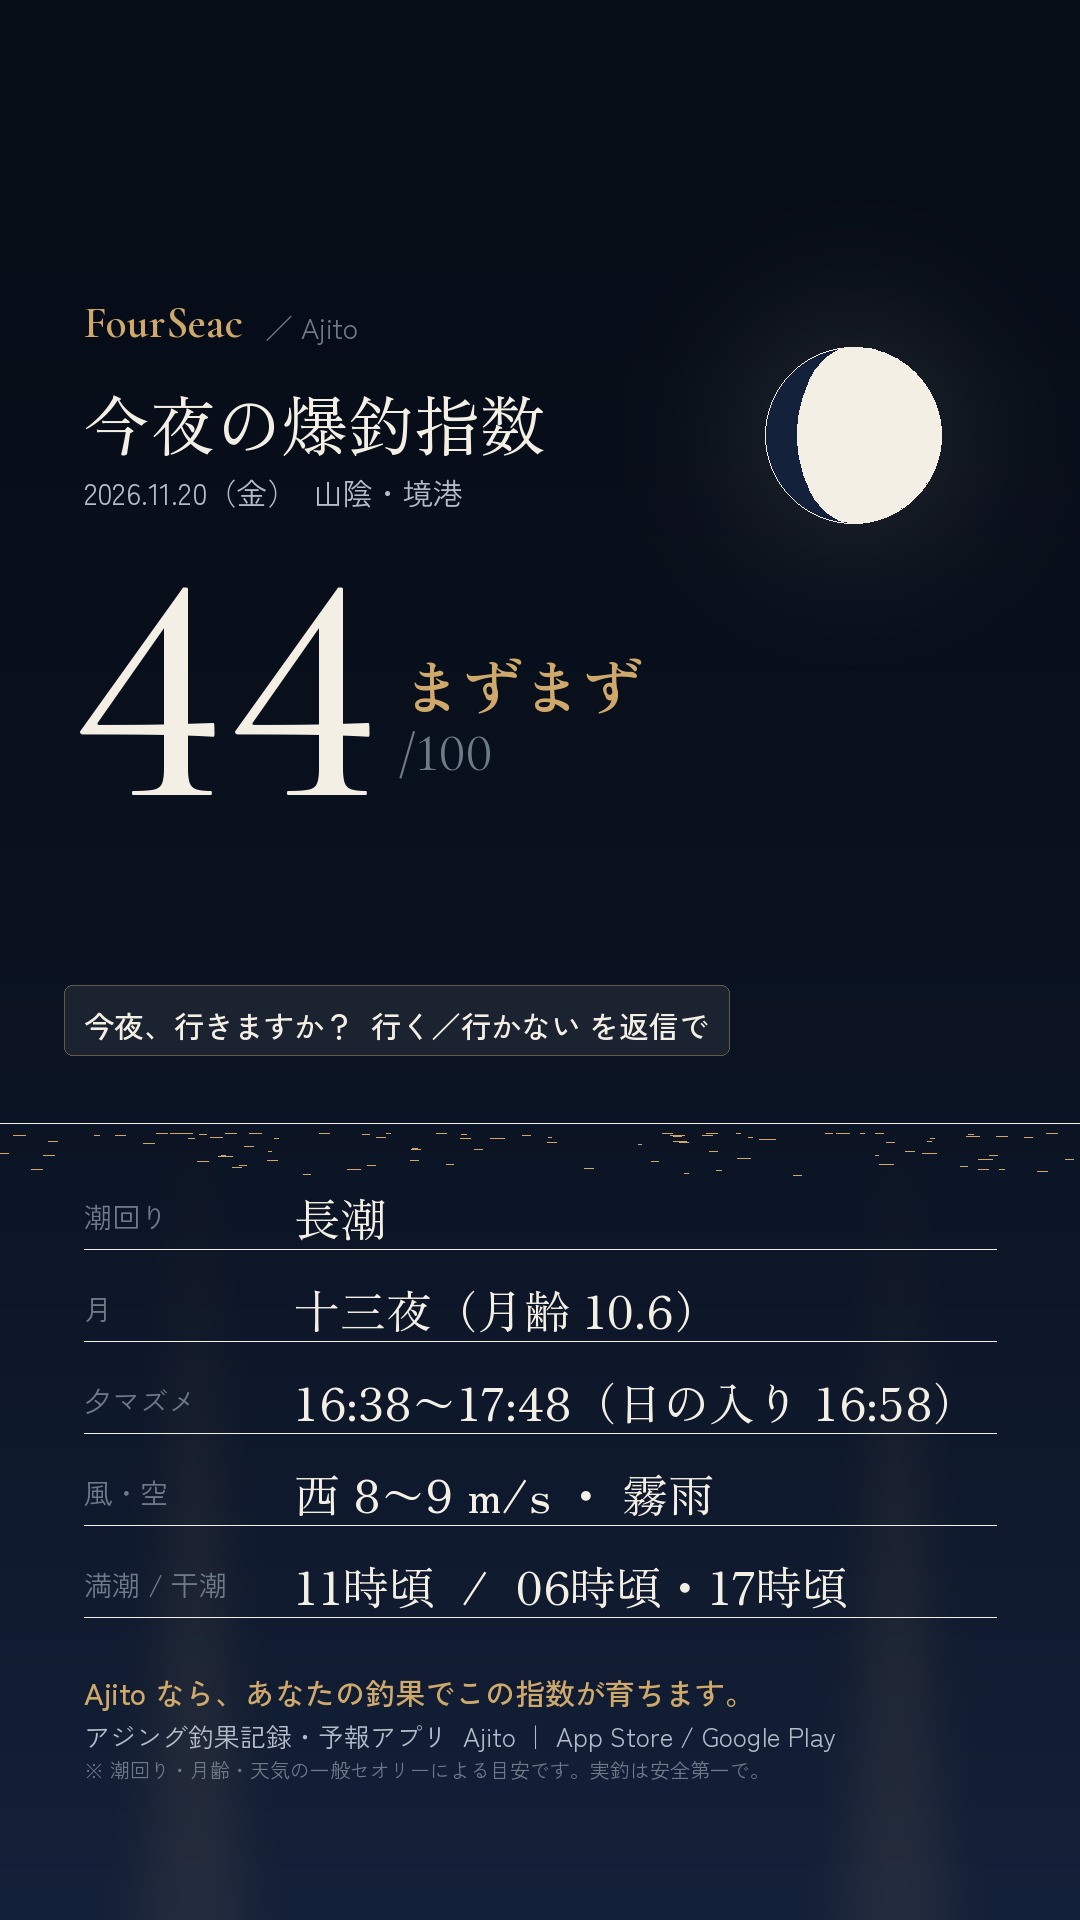 FourSeac ／ Ajito
今夜の爆釣指数
2026.11.20（金） 山陰・境港
44 まずまず
/100
今夜、行きますか？ 行く／行かない を返信で
潮回り 長潮
月 十三夜（月齢 10.6）
夕マズメ 16:38〜17:48（日の入り 16:58）
風・空 西 8〜9 m/s ・ 霧雨
満潮 / 干潮 11時頃 / 06時頃・17時頃
Ajito なら、あなたの釣果でこの指数が育ちます。
アジング釣果記録・予報アプリ Ajito ｜ App Store / Google Play
※ 潮回り・月齢・天気の一般セオリーによる目安です。実釣は安全第一で。